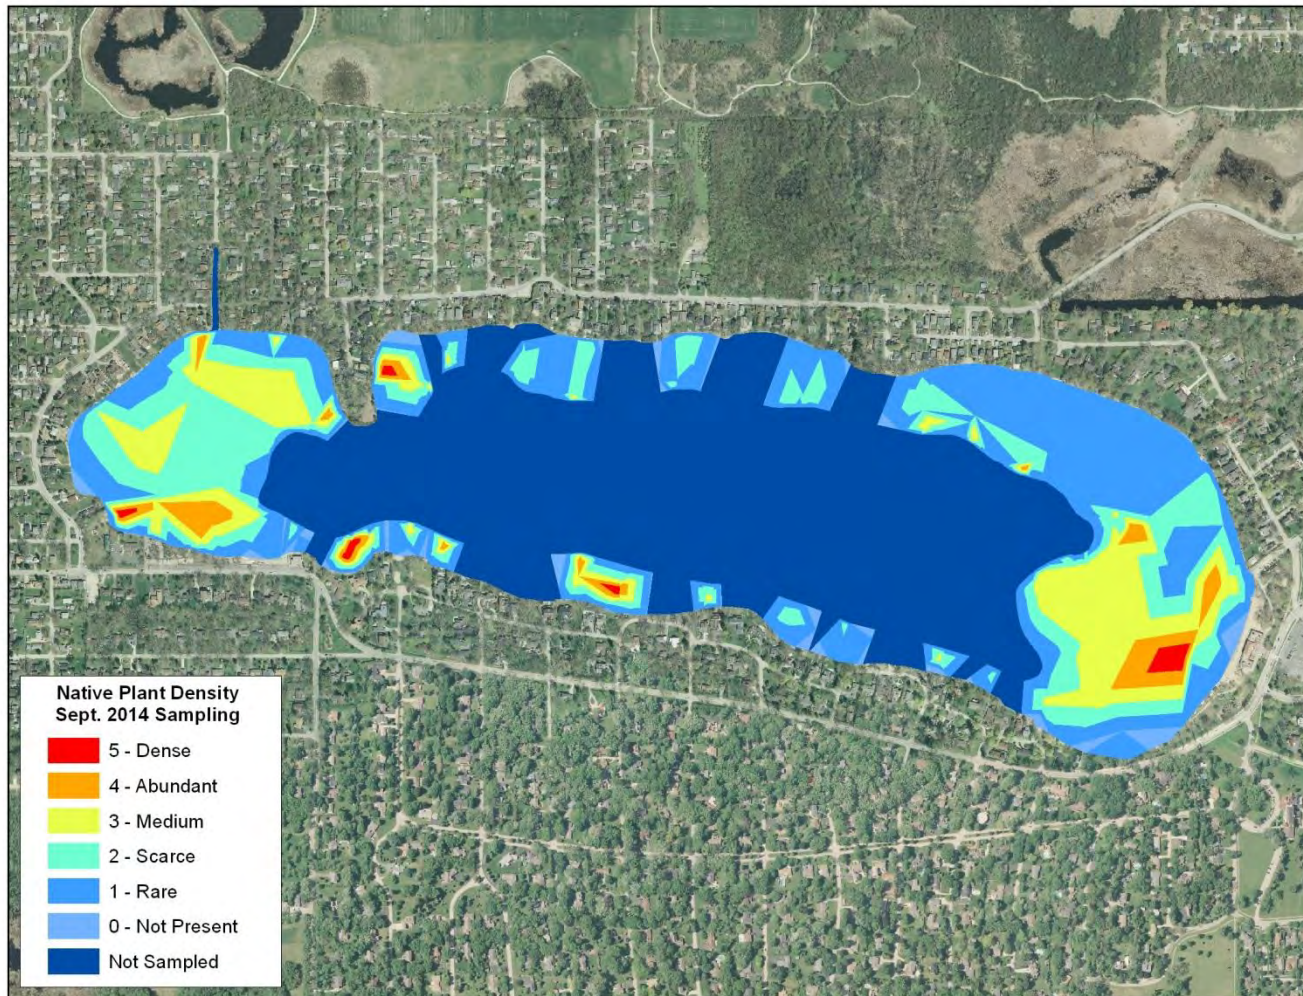 Native Plant Density
Sept. 2014 Sampling
5 - Dense
4 - Abundant
3 - Medium
2 - Scarce
1 - Rare
0 - Not Present
Not Sampled